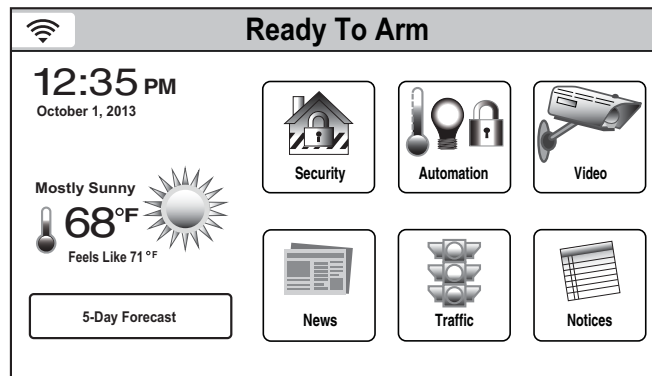 Ready To Arm
12:35 PM
October 1, 2013
Mostly Sunny
68°F
Feels Like 71°F
5-Day Forecast
Security
Automation
Video
News
Traffic
Notices